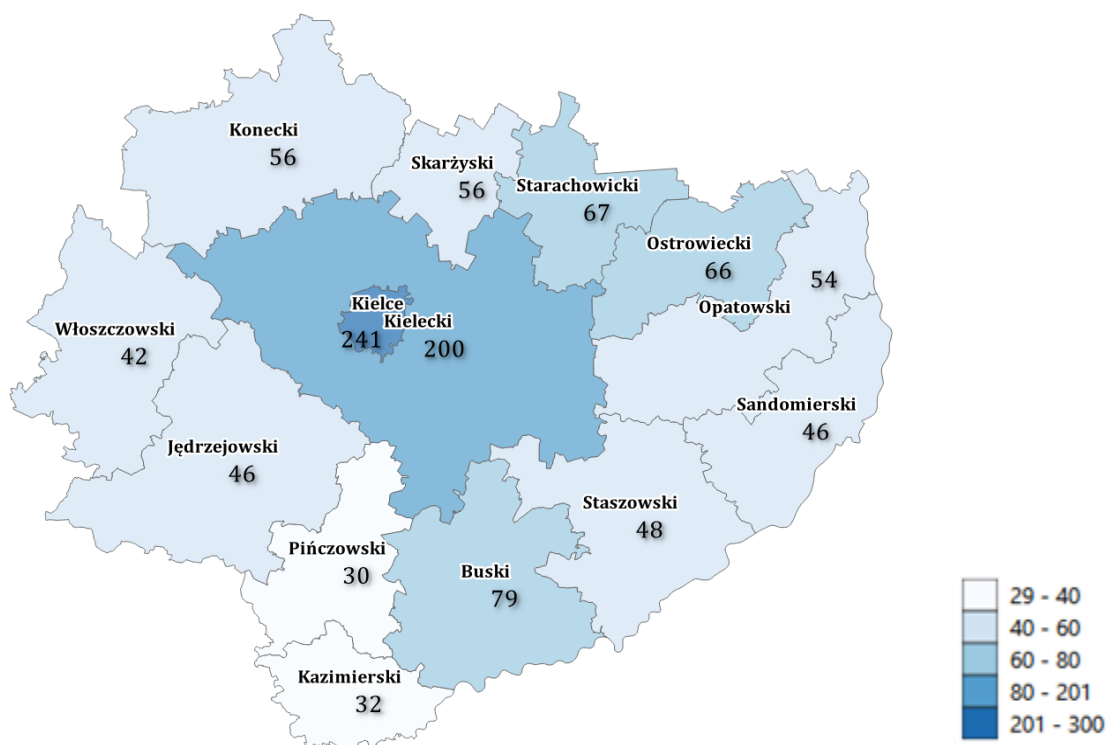 Konecki
56
Skarżyski
56
Starachowicki
67
Ostrowiecki
66
54
Opatowski
Kielce
Kielecki
241
200
Włoszczowski
42
Sandomierski
46
Jędrzejowski
46
Staszowski
48
Pińczowski
30
Buski
79
Kazimierski
32
29 - 40
40 - 60
60 - 80
80 - 201
201 - 300